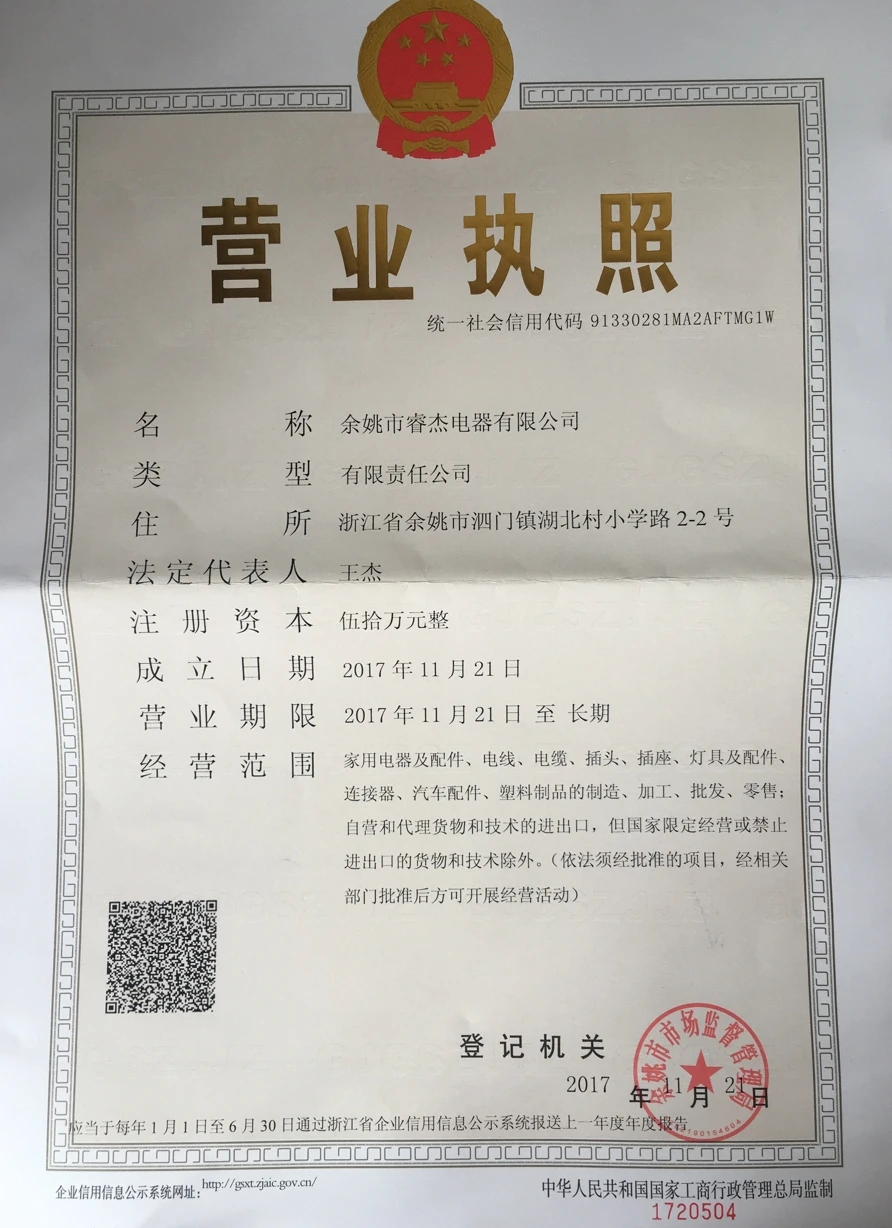 营业执照
统一社会信用代码 91330281MA2AFTMG1W
名称 余姚市睿杰电器有限公司
类型 有限责任公司
住所 浙江省余姚市泗门镇湖北村小学路 2-2 号
法定代表人 王杰
注册资本 伍拾万元整
成立日期 2017 年 11 月 21 日
营业期限 2017 年 11 月 21 日 至 长期
经营范围 家用电器及配件、电线、电缆、插头、插座、灯具及配件、
连接器、汽车配件、塑料制品的制造、加工、批发、零售;
自营和代理货物和技术的进出口,但国家限定经营或禁止
进出口的货物和技术除外。(依法须经批准的项目,经相关
部门批准后方可开展经营活动)
余姚市市场监督管理局
登记机关
2017 年 11 月 21 日
应当于每年 1 月 1 日至 6 月 30 日通过浙江省企业信用信息公示系统报送上一年度年度报告
企业信用信息公示系统网址: http://gsxt.zjaic.gov.cn/
中华人民共和国国家工商行政管理总局监制
1720504